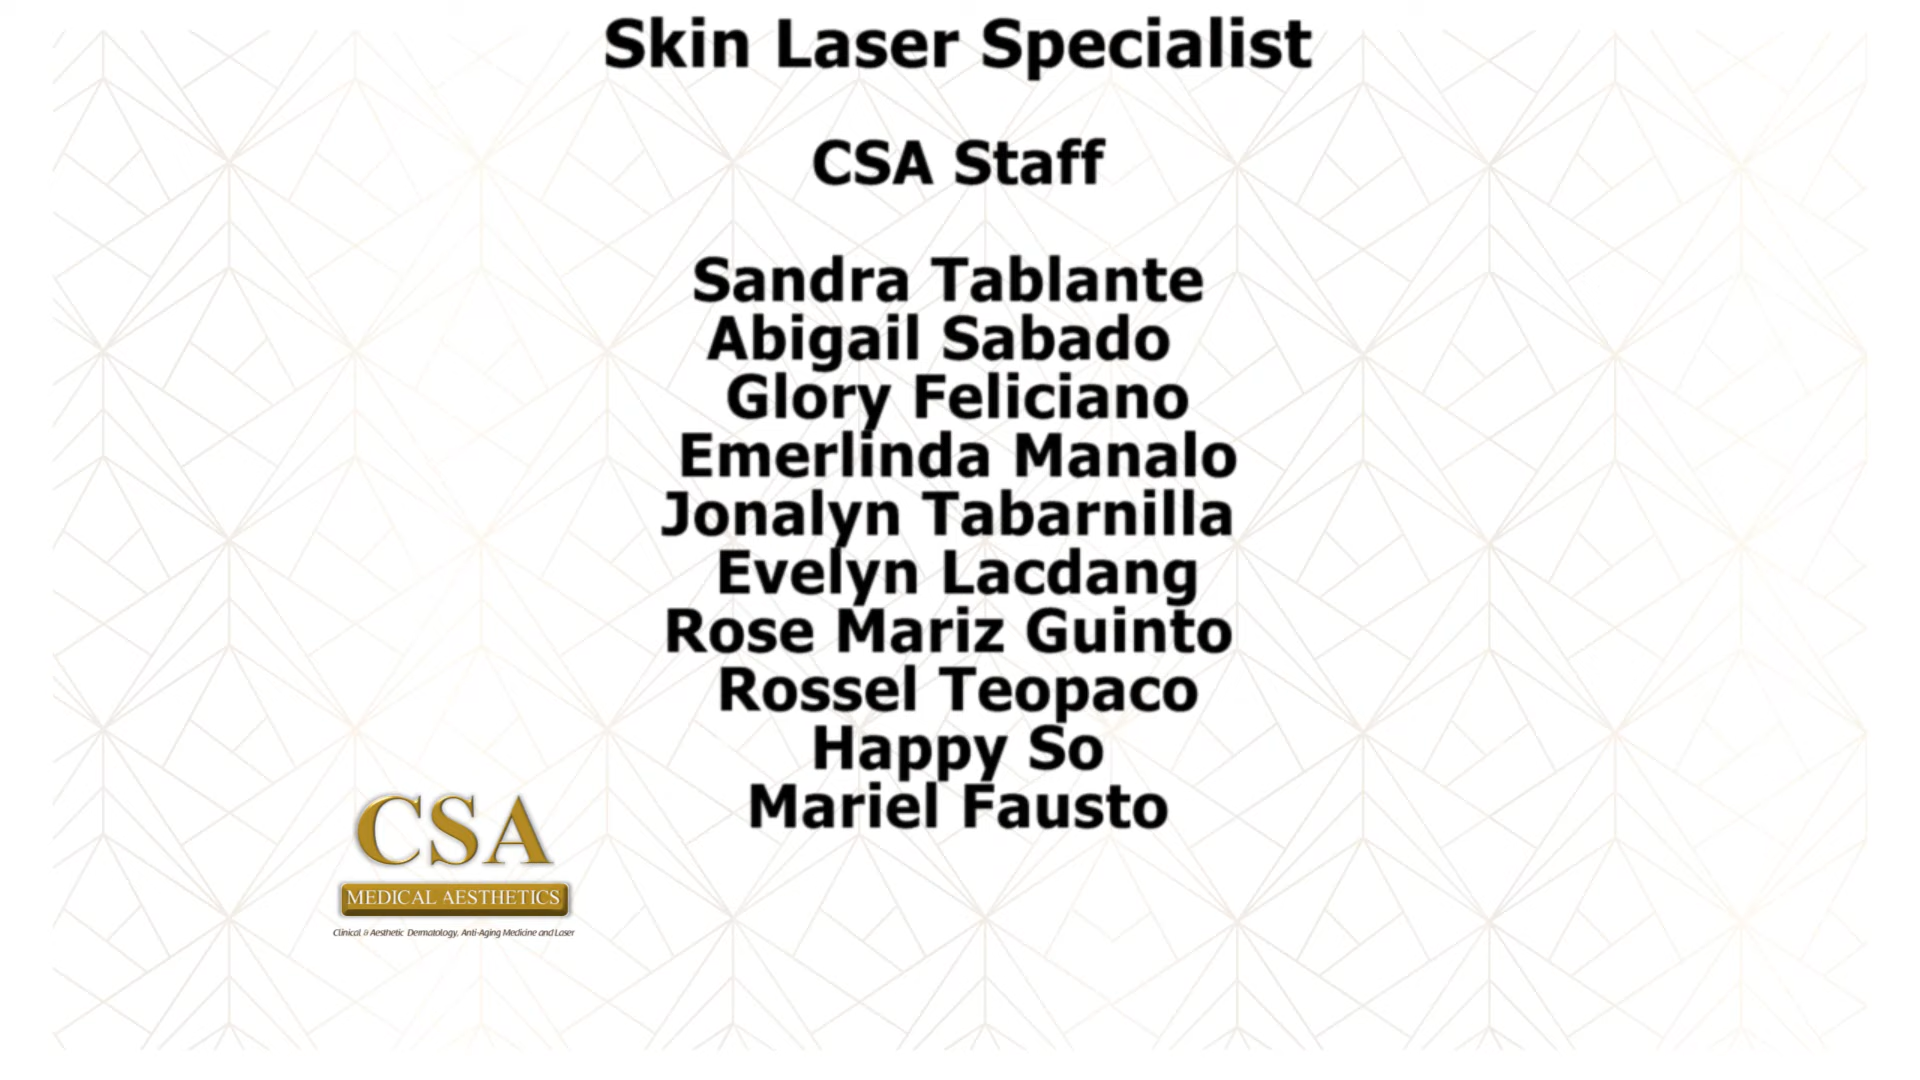 Skin Laser Specialist
CSA Staff
Sandra Tablante
Abigail Sabado
Glory Feliciano
Emerlinda Manalo
Jonalyn Tabarnilla
Evelyn Lacdang
Rose Mariz Guinto
Rossel Teopaco
Happy So
Mariel Fausto
CSA
MEDICAL AESTHETICS
Clinical & Aesthetic Dermatology, Anti-Aging Medicine and Laser